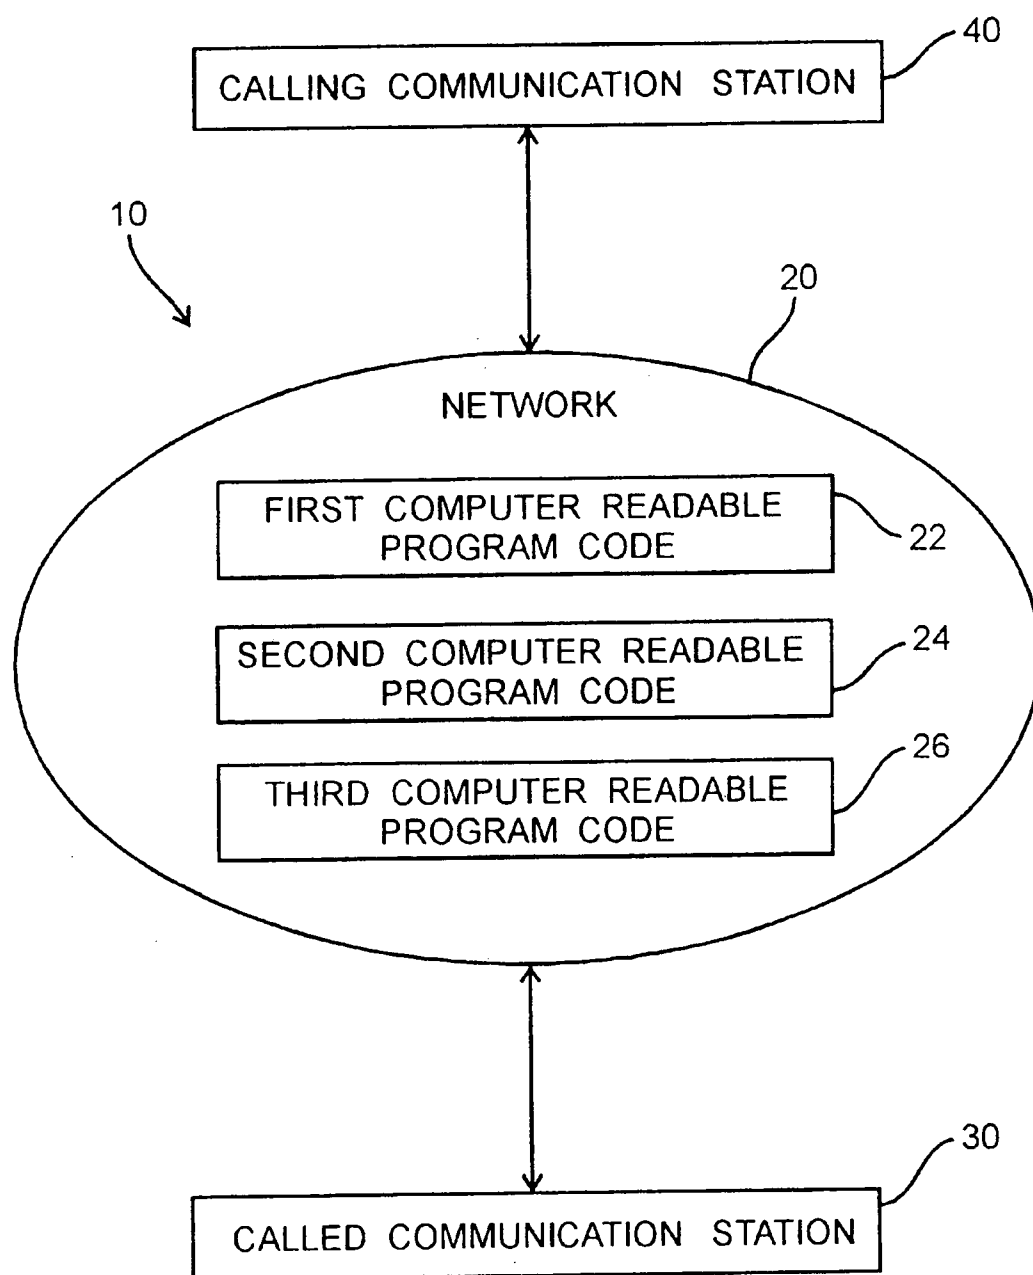 40
CALLING COMMUNICATION STATION
10
20
NETWORK
FIRST COMPUTER READABLE
PROGRAM CODE
22
SECOND COMPUTER READABLE
PROGRAM CODE
24
26
THIRD COMPUTER READABLE
PROGRAM CODE
30
CALLED COMMUNICATION STATION